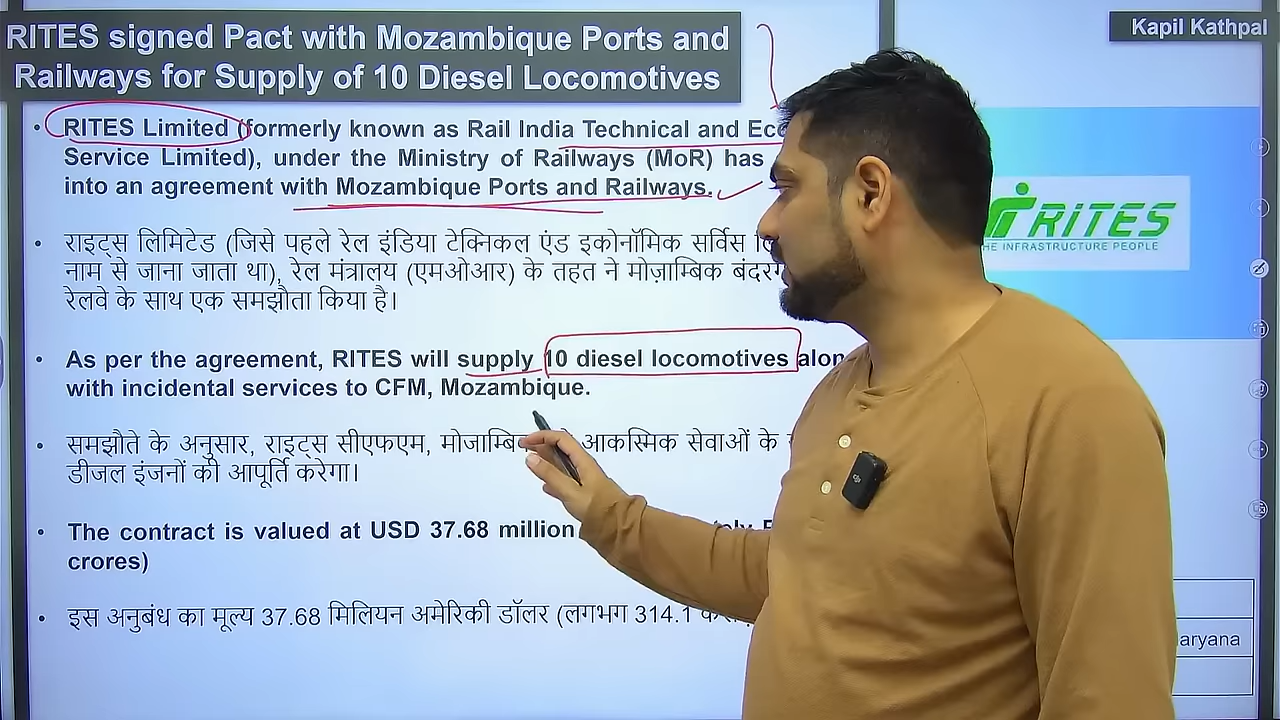 RITES signed Pact with Mozambique Ports and
Railways for Supply of 10 Diesel Locomotives
Kapil Kathpal
• RITES Limited (formerly known as Rail India Technical and
Service Limited), under the Ministry of Railways (MoR) has
into an agreement with Mozambique Ports and Railways.
• राइट्स लिमिटेड (जिसे पहले रेल इंडिया टेक्निकल एंड इकोनॉमिक सर्विस
नाम से जाना जाता था), रेल मंत्रालय (एमओआर) के तहत ने मोज़ाम्बिक
रेलवे के साथ एक समझौता किया है।
• As per the agreement, RITES will supply 10 diesel locomotives
with incidental services to CFM, Mozambique.
• समझौते के अनुसार, राइट्स सीएफएम, आकस्मिक सेवाओं के
डीजल इंजनों की आपूर्ति करेगा।
• The contract is valued at USD 37.68 million
crores)
• इस अनुबंध का मूल्य 37.68 मिलियन अमेरिकी डॉलर (लगभग 314.1
RITES
THE INFRASTRUCTURE PEOPLE